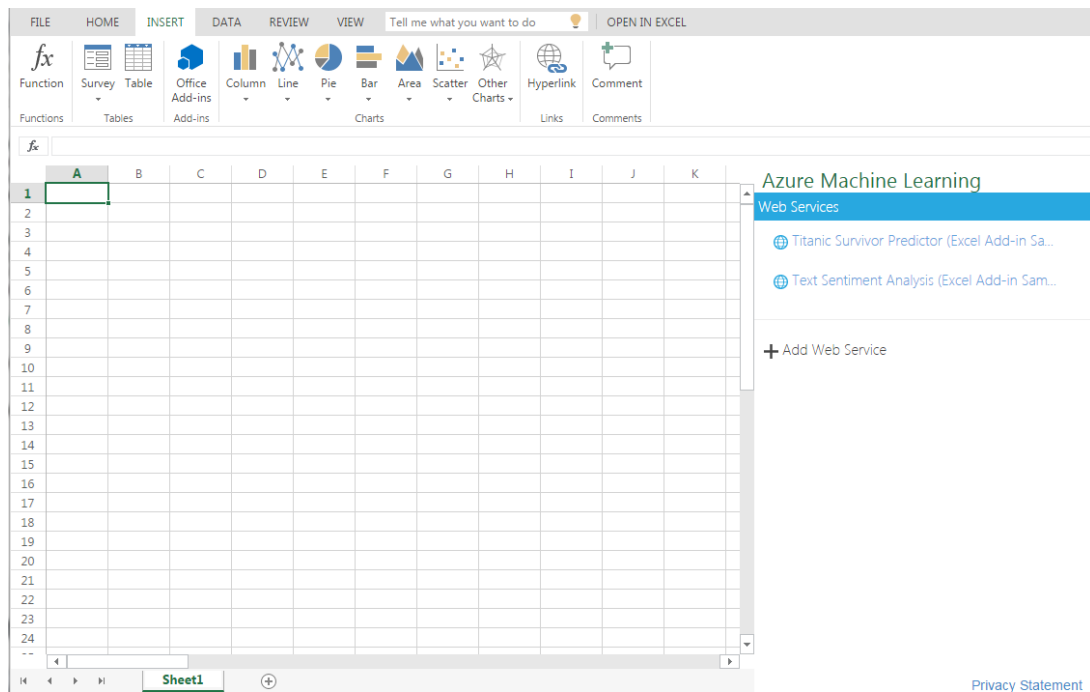 FILE HOME INSERT DATA REVIEW VIEW Tell me what you want to do OPEN IN EXCEL
fx
Function Survey Table Office Add-ins Column Line Pie Bar Area Scatter Other Charts Hyperlink Comment
Functions Tables Add-ins Charts Links Comments
fx
A B C D E F G H I J K
1
2
3
4
5
6
7
8
9
10
11
12
13
14
15
16
17
18
19
20
21
22
23
24
Sheet1
Azure Machine Learning
Web Services
Titanic Survivor Predictor (Excel Add-in Sa...
Text Sentiment Analysis (Excel Add-in Sam...
Add Web Service
Privacy Statement